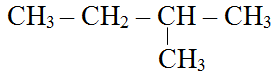 CH₃ – CH₂ – CH – CH₃
|
CH₃